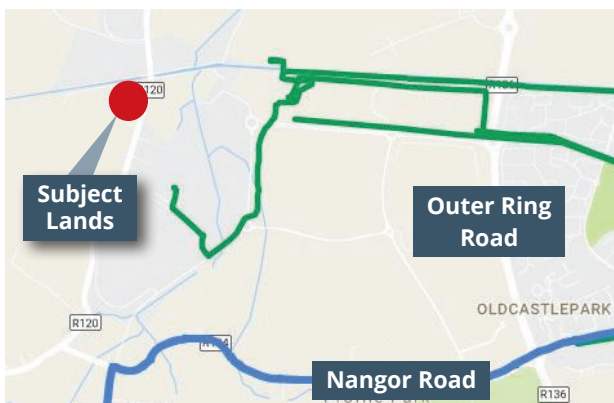 R120
Subject
Lands
Outer Ring
Road
OLDCASTLEPARK
R120
Nangor Road
R136